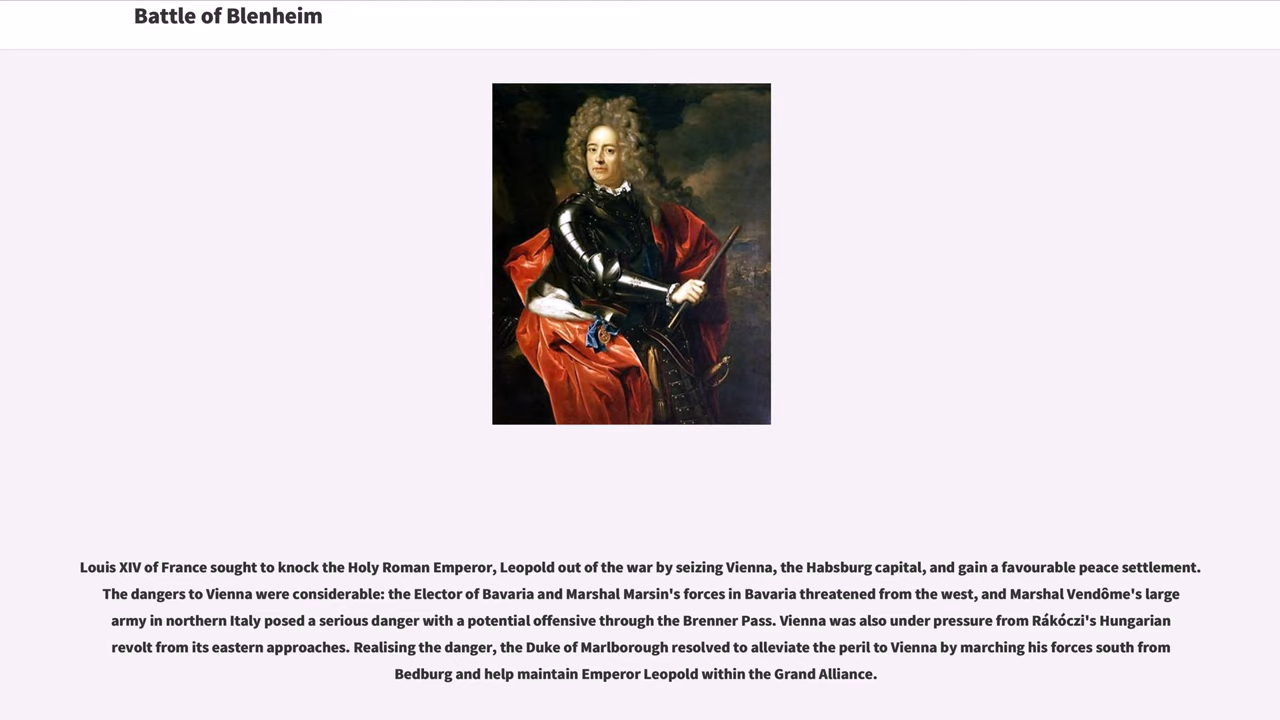 Battle of Blenheim
Louis XIV of France sought to knock the Holy Roman Emperor, Leopold out of the war by seizing Vienna, the Habsburg capital, and gain a favourable peace settlement.
The dangers to Vienna were considerable: the Elector of Bavaria and Marshal Marsin's forces in Bavaria threatened from the west, and Marshal Vendôme's large
army in northern Italy posed a serious danger with a potential offensive through the Brenner Pass. Vienna was also under pressure from Rákóczi's Hungarian
revolt from its eastern approaches. Realising the danger, the Duke of Marlborough resolved to alleviate the peril to Vienna by marching his forces south from
Bedburg and help maintain Emperor Leopold within the Grand Alliance.